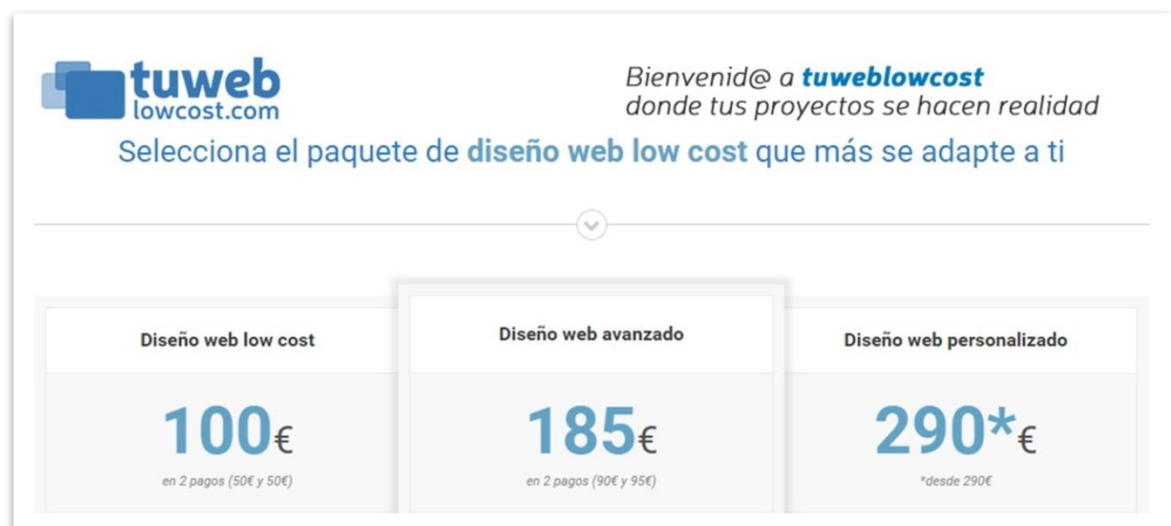 tuweb
lowcost.com
Bienvenid@ a tuweblowcost
donde tus proyectos se hacen realidad
Selecciona el paquete de diseño web low cost que más se adapte a ti
Diseño web low cost
100€
en 2 pagos (50€ y 50€)
Diseño web avanzado
185€
en 2 pagos (90€ y 95€)
Diseño web personalizado
290*€
*desde 290€